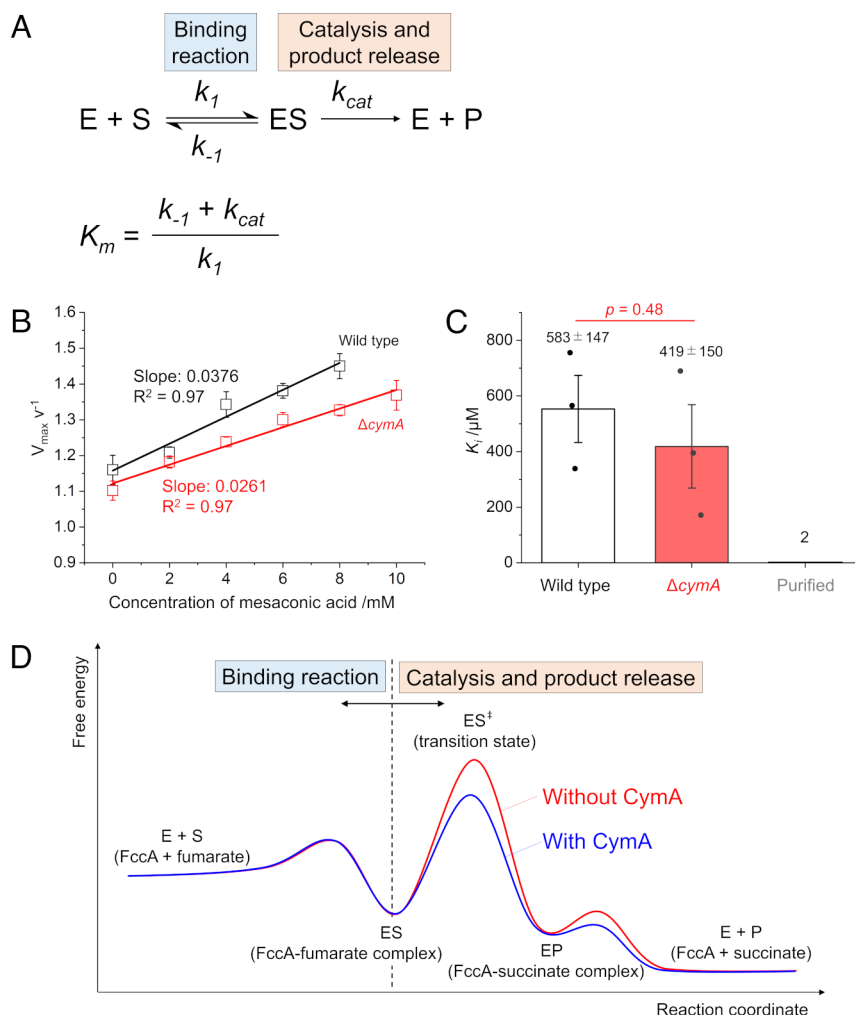 A
Binding
reaction
Catalysis and
product release
E + S
k1
k-1
ES
kcat
E + P
Km = k-1 + kcat
k1
B
Vmax v-1
1.6
1.5
1.4
1.3
1.2
1.1
1.0
0.9
Wild type
Slope: 0.0376
R2 = 0.97
ΔcymA
Slope: 0.0261
R2 = 0.97
0 2 4 6 8 10
Concentration of mesaconic acid /mM
C
p = 0.48
583 ± 147
419 ± 150
2
Ki /μM
800
600
400
200
0
Wild type
ΔcymA
Purified
D
Free energy
Binding reaction
Catalysis and product release
ES‡
(transition state)
Without CymA
With CymA
E + S
(FccA + fumarate)
ES
(FccA-fumarate complex)
EP
(FccA-succinate complex)
E + P
(FccA + succinate)
Reaction coordinate